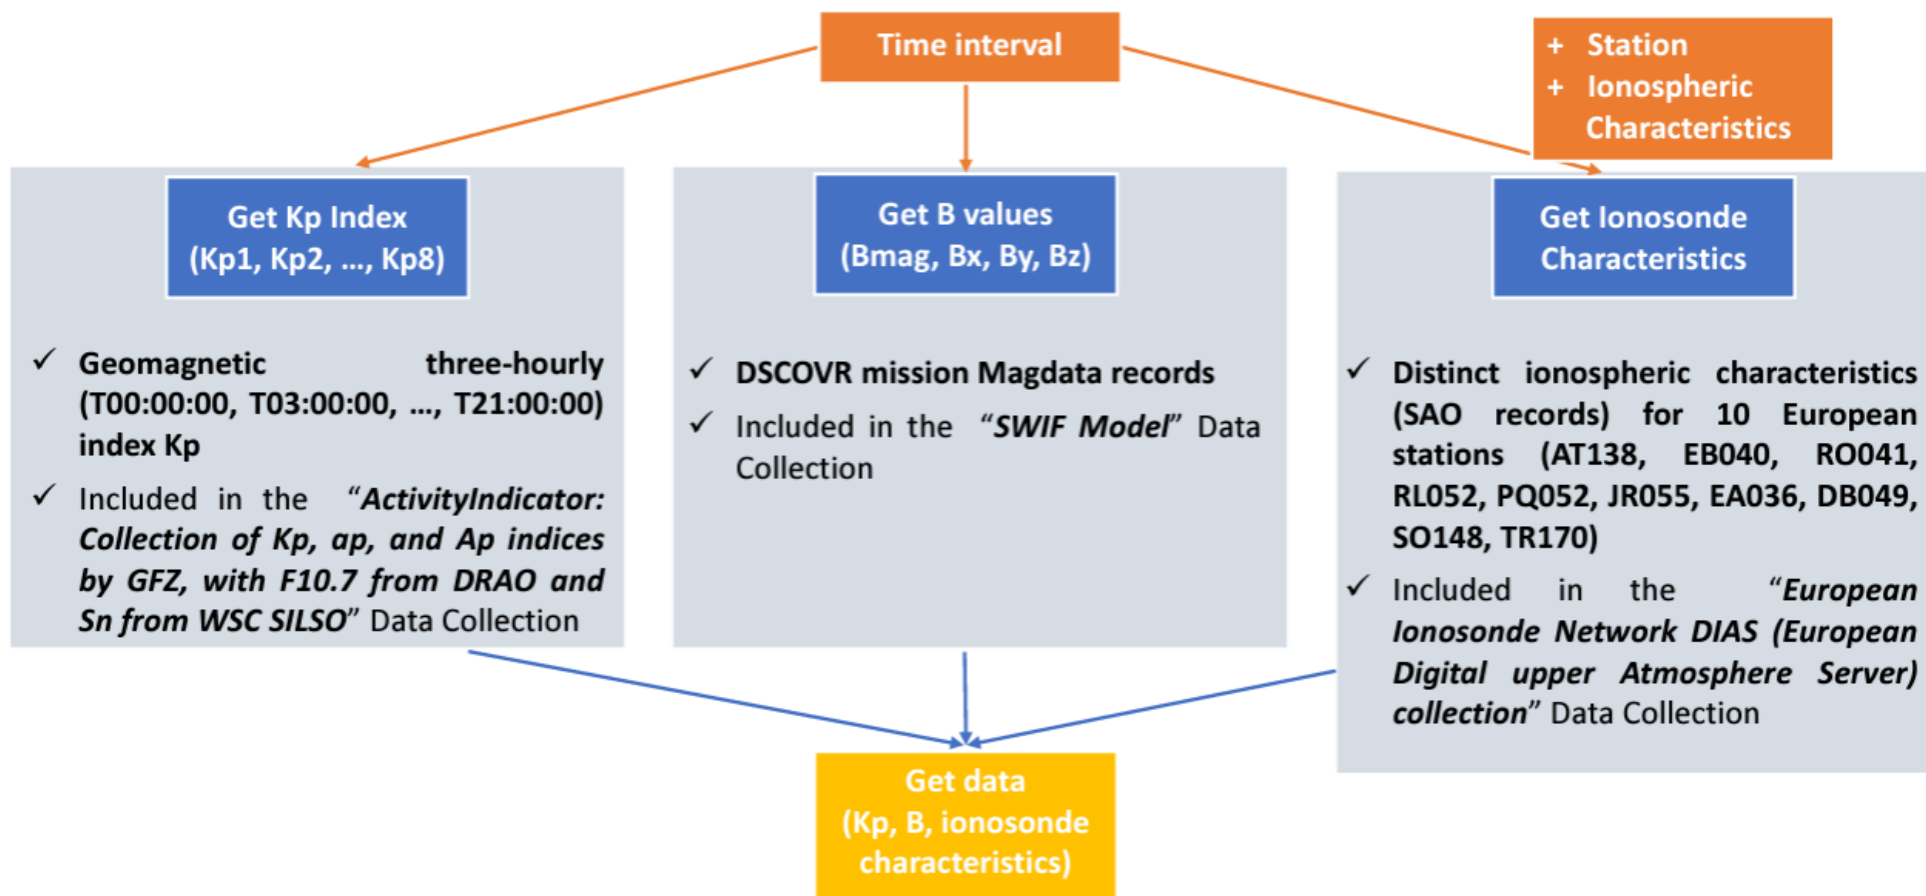 Time interval
+ Station
+ Ionospheric
Characteristics
Get Kp Index
(Kp1, Kp2, ..., Kp8)
✓ Geomagnetic three-hourly
(T00:00:00, T03:00:00, ..., T21:00:00)
index Kp
✓ Included in the “ActivityIndicator:
Collection of Kp, ap, and Ap indices
by GFZ, with F10.7 from DRAO and
Sn from WSC SILSO” Data Collection
Get B values
(Bmag, Bx, By, Bz)
✓ DSCOVR mission Magdata records
✓ Included in the “SWIF Model” Data
Collection
Get Ionosonde
Characteristics
✓ Distinct ionospheric characteristics
(SAO records) for 10 European
stations (AT138, EB040, RO041,
RL052, PQ052, JR055, EA036, DB049,
SO148, TR170)
✓ Included in the “European
Ionosonde Network DIAS (European
Digital upper Atmosphere Server)
collection” Data Collection
Get data
(Kp, B, ionosonde
characteristics)